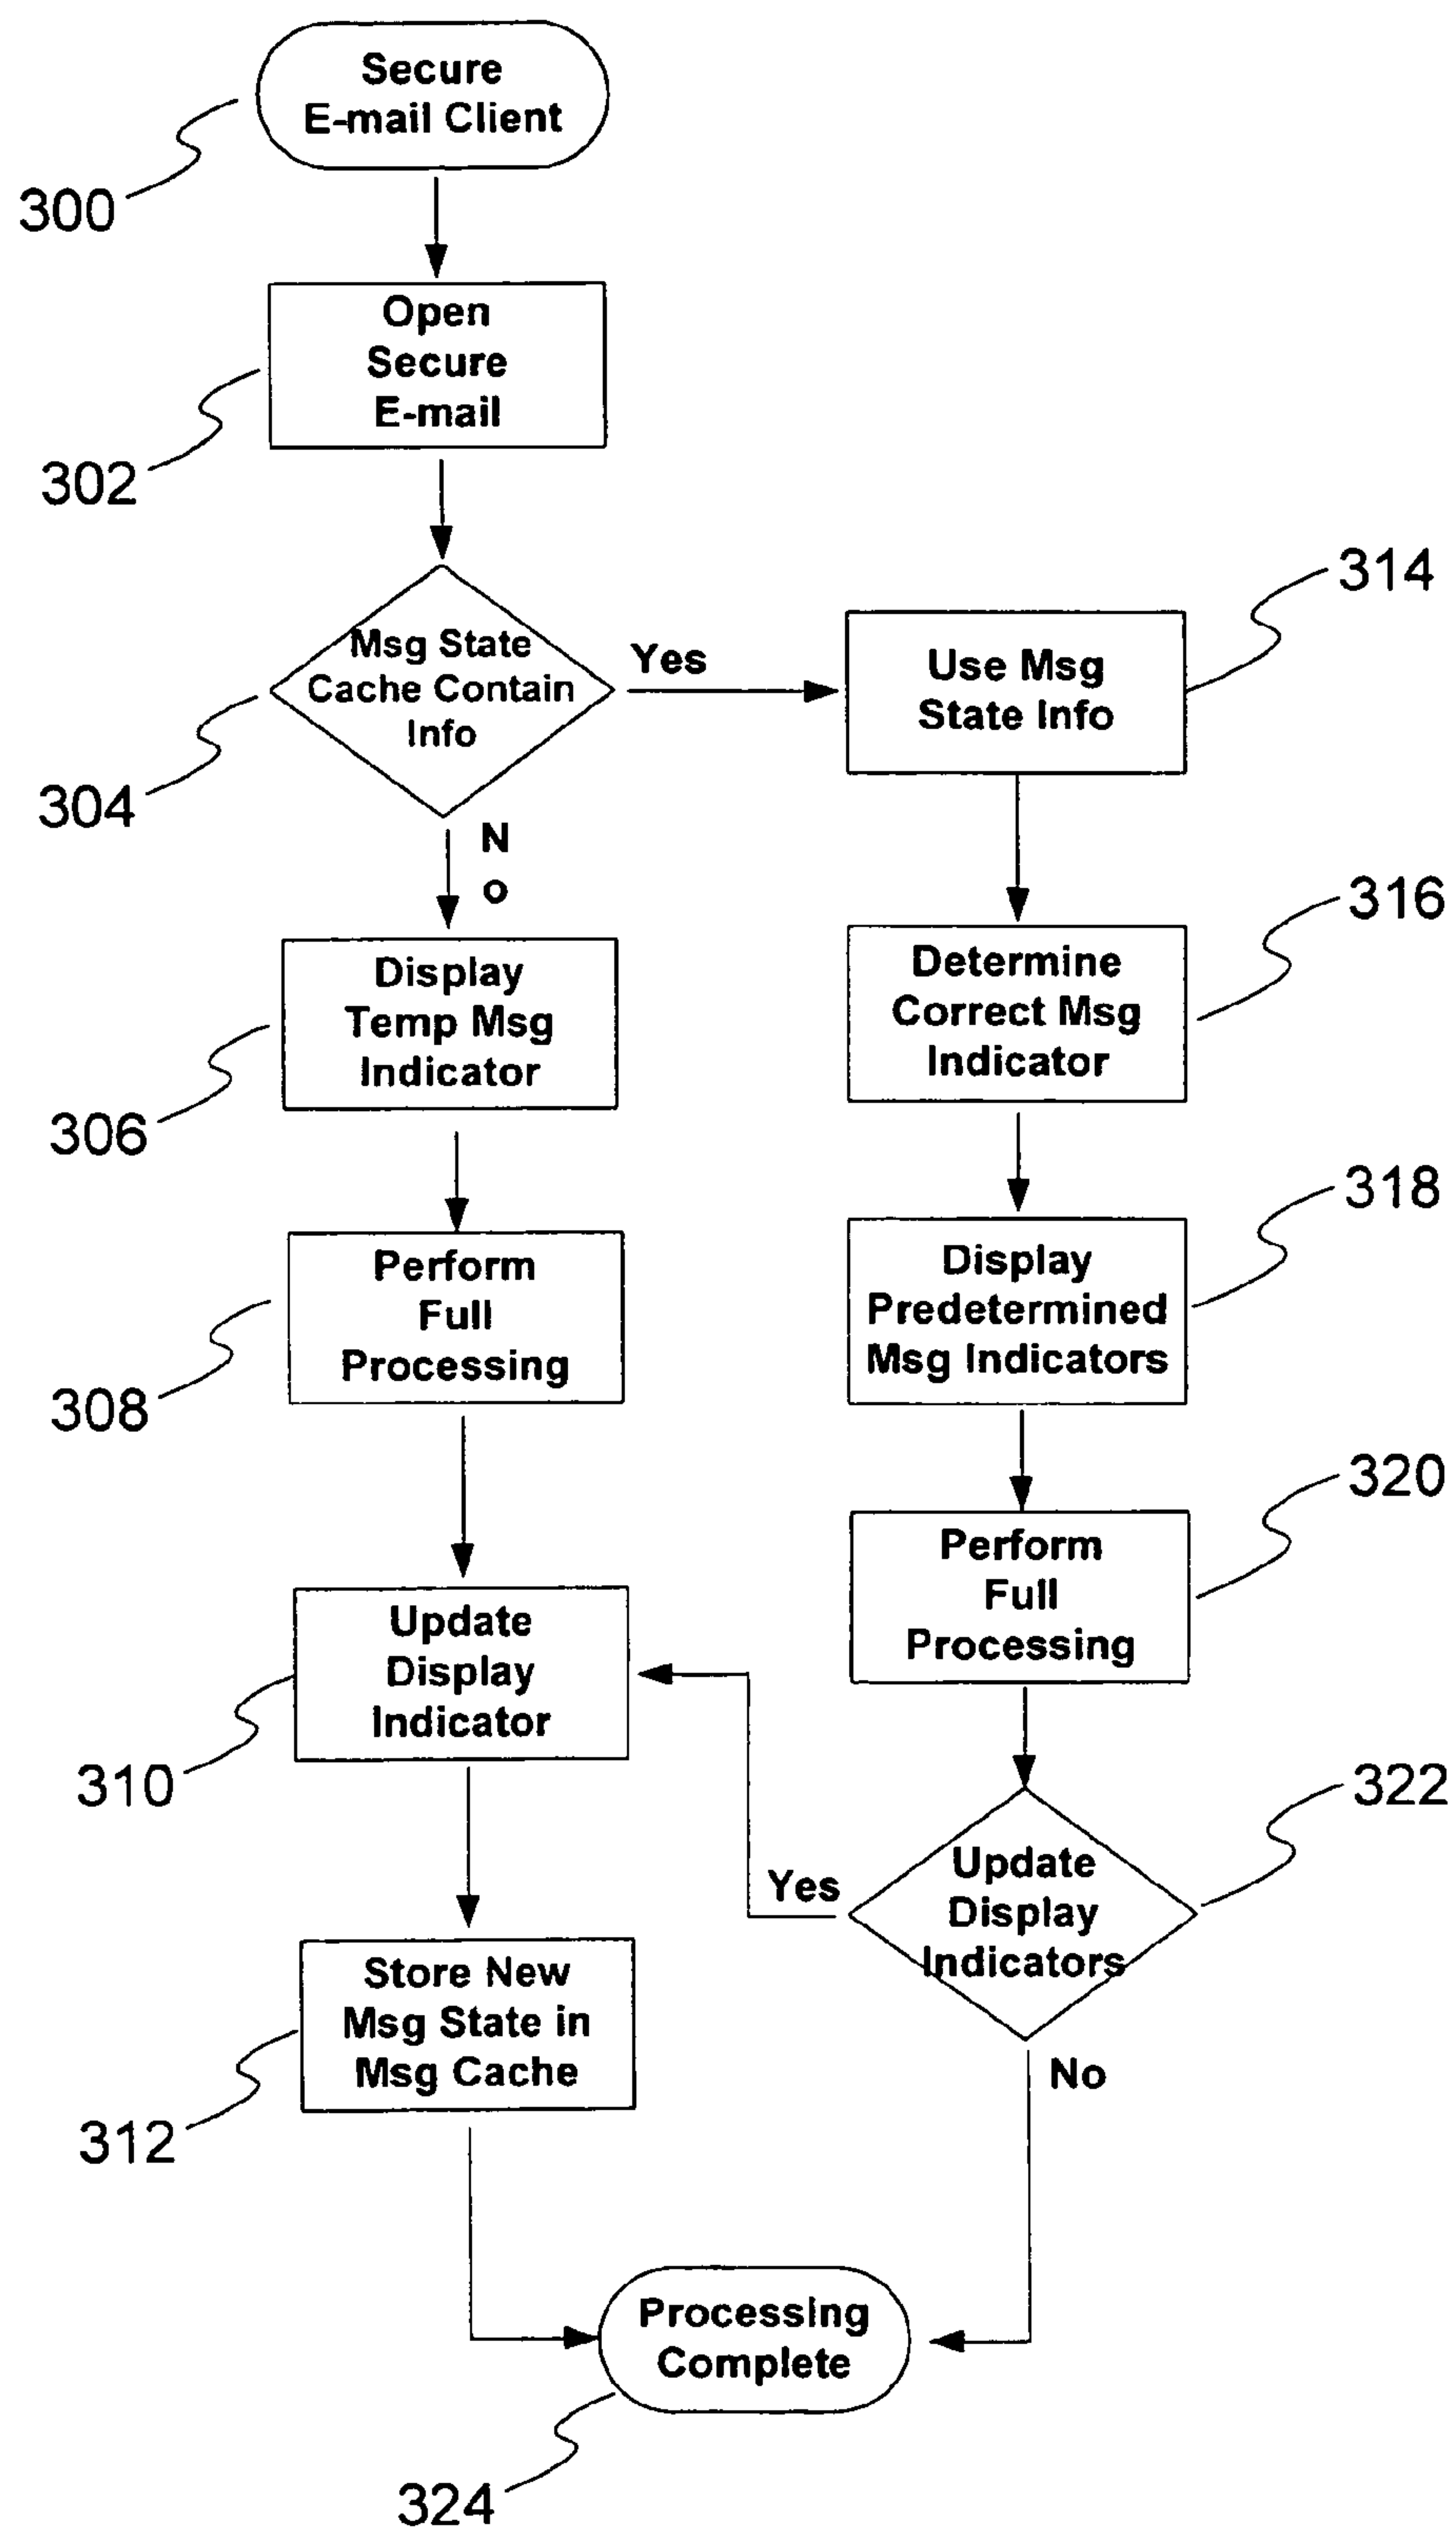 Secure
E-mail Client
300
Open
Secure
E-mail
302
Msg State
Cache Contain
Info
304
Yes
N
o
Use Msg
State Info
314
Display
Temp Msg
Indicator
306
Determine
Correct Msg
Indicator
316
Perform
Full
Processing
308
Display
Predetermined
Msg Indicators
318
Perform
Full
Processing
320
Update
Display
Indicator
310
Update
Display
Indicators
322
Yes
No
Store New
Msg State in
Msg Cache
312
Processing
Complete
324